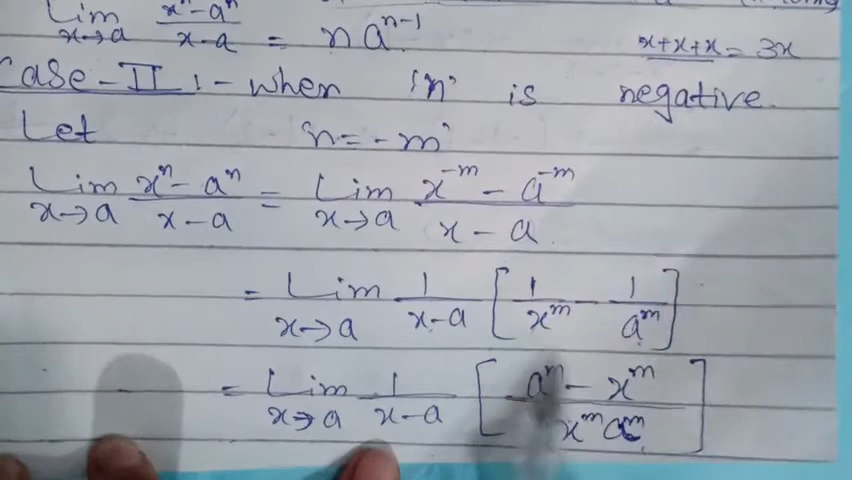 Lim x→a (xⁿ - aⁿ)/(x-a) = n aⁿ⁻¹
x+x+x = 3x
Case-II :- when 'n' is negative.
Let 'n = -m'
Lim x→a (xⁿ - aⁿ)/(x - a) = Lim x→a (x⁻ᵐ - a⁻ᵐ)/(x - a)
= Lim x→a 1/(x-a) [1/xᵐ - 1/aᵐ]
= Lim x→a 1/(x-a) [(aᵐ - xᵐ)/(xᵐaᵐ)]